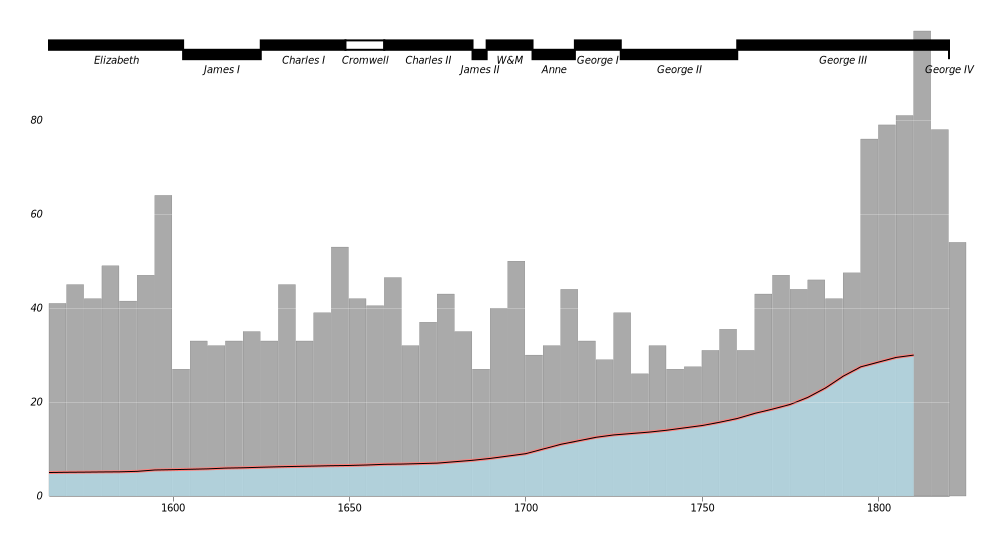 Elizabeth Charles I Cromwell Charles II W&M George I George III
James I James II Anne George II George IV
80
60
40
20
0
1600 1650 1700 1750 1800